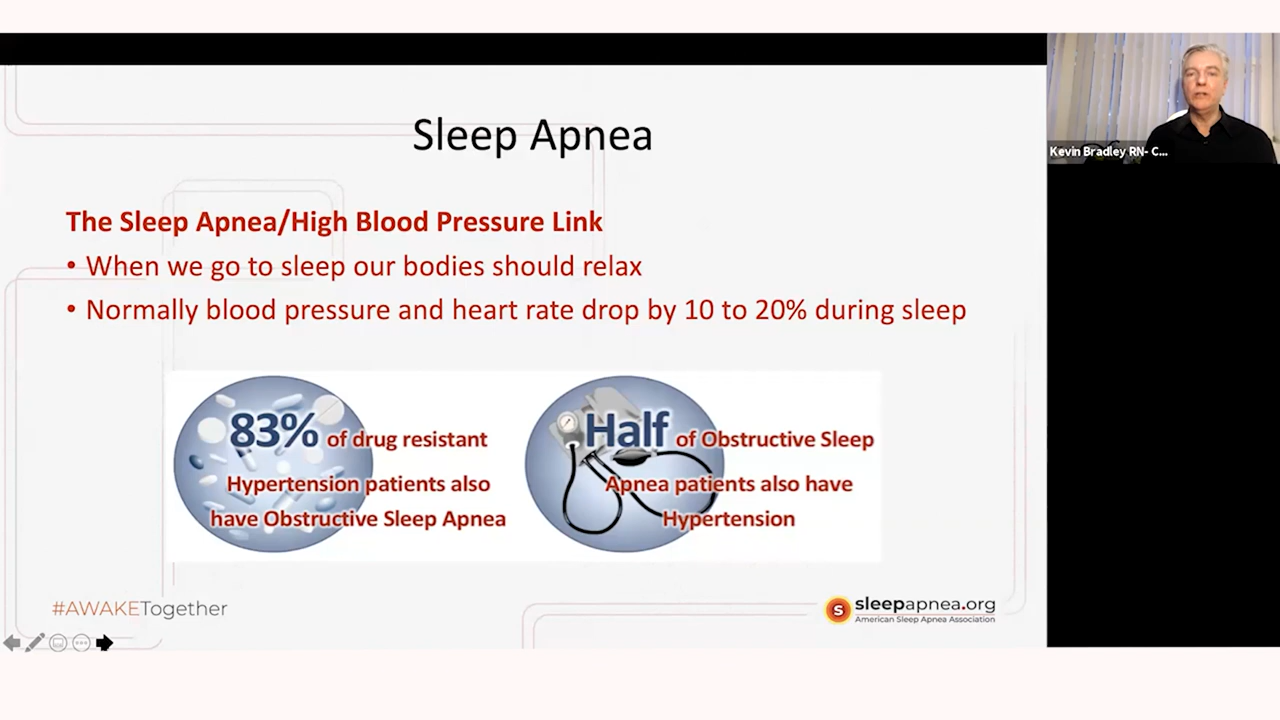 Sleep Apnea
The Sleep Apnea/High Blood Pressure Link
• When we go to sleep our bodies should relax
• Normally blood pressure and heart rate drop by 10 to 20% during sleep
83% of drug resistant
Hypertension patients also
have Obstructive Sleep Apnea
Half of Obstructive Sleep
Apnea patients also have
Hypertension
#AWAKETogether
s sleepapnea.org
American Sleep Apnea Association
Kevin Bradley RN- C...